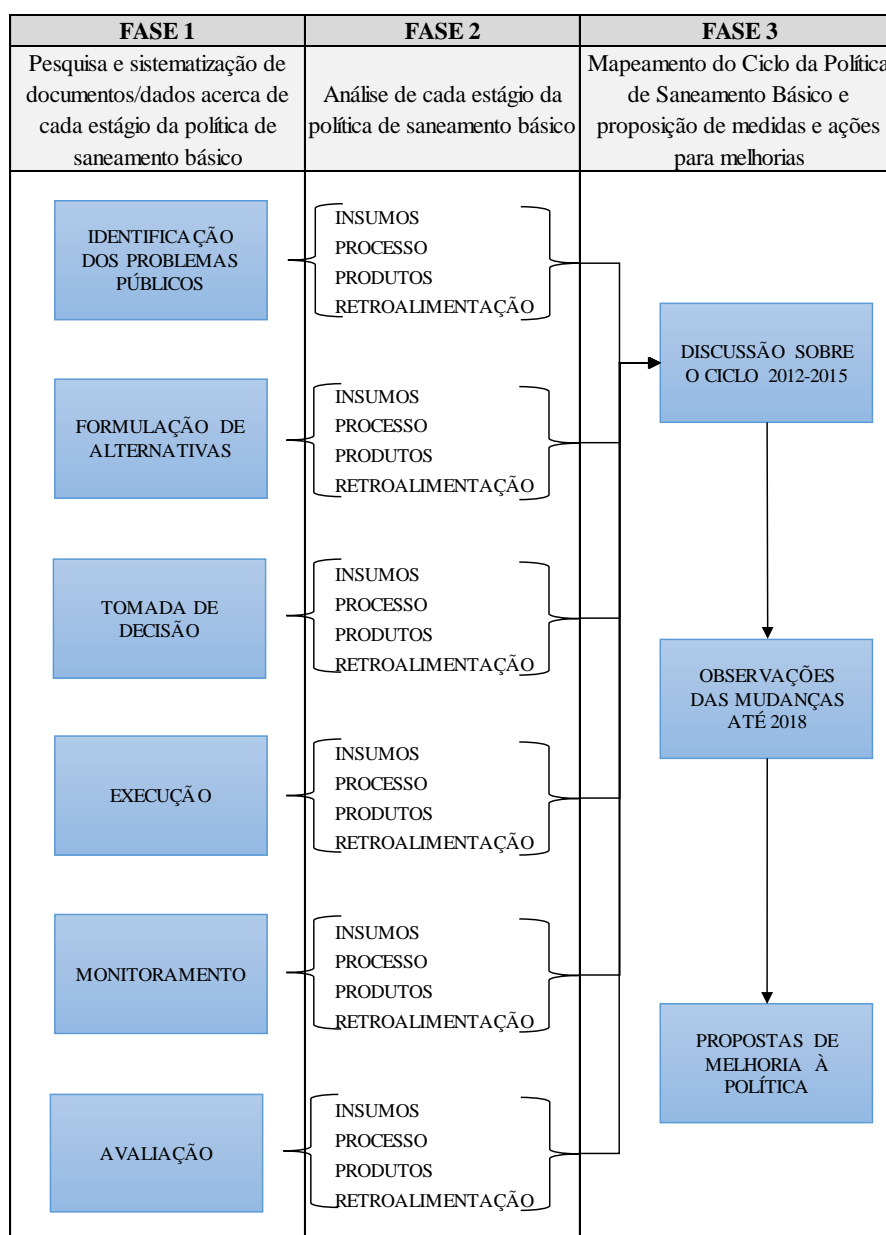 FASE 1
FASE 2
FASE 3
Pesquisa e sistematização de
documentos/dados acerca de
cada estágio da política de
saneamento básico
Análise de cada estágio da
política de saneamento básico
Mapeamento do Ciclo da Política
de Saneamento Básico e
proposição de medidas e ações
para melhorias
IDENTIFICAÇÃO
DOS PROBLEMAS
PÚBLICOS
INSUMOS
PROCESSO
PRODUTOS
RETROALIMENTAÇÃO
FORMULAÇÃO DE
ALTERNATIVAS
INSUMOS
PROCESSO
PRODUTOS
RETROALIMENTAÇÃO
TOMADA DE
DECISÃO
INSUMOS
PROCESSO
PRODUTOS
RETROALIMENTAÇÃO
EXECUÇÃO
INSUMOS
PROCESSO
PRODUTOS
RETROALIMENTAÇÃO
MONITORAMENTO
INSUMOS
PROCESSO
PRODUTOS
RETROALIMENTAÇÃO
AVALIAÇÃO
INSUMOS
PROCESSO
PRODUTOS
RETROALIMENTAÇÃO
DISCUSSÃO SOBRE
O CICLO 2012-2015
OBSERVAÇÕES
DAS MUDANÇAS
ATÉ 2018
PROPOSTAS DE
MELHORIA À
POLÍTICA